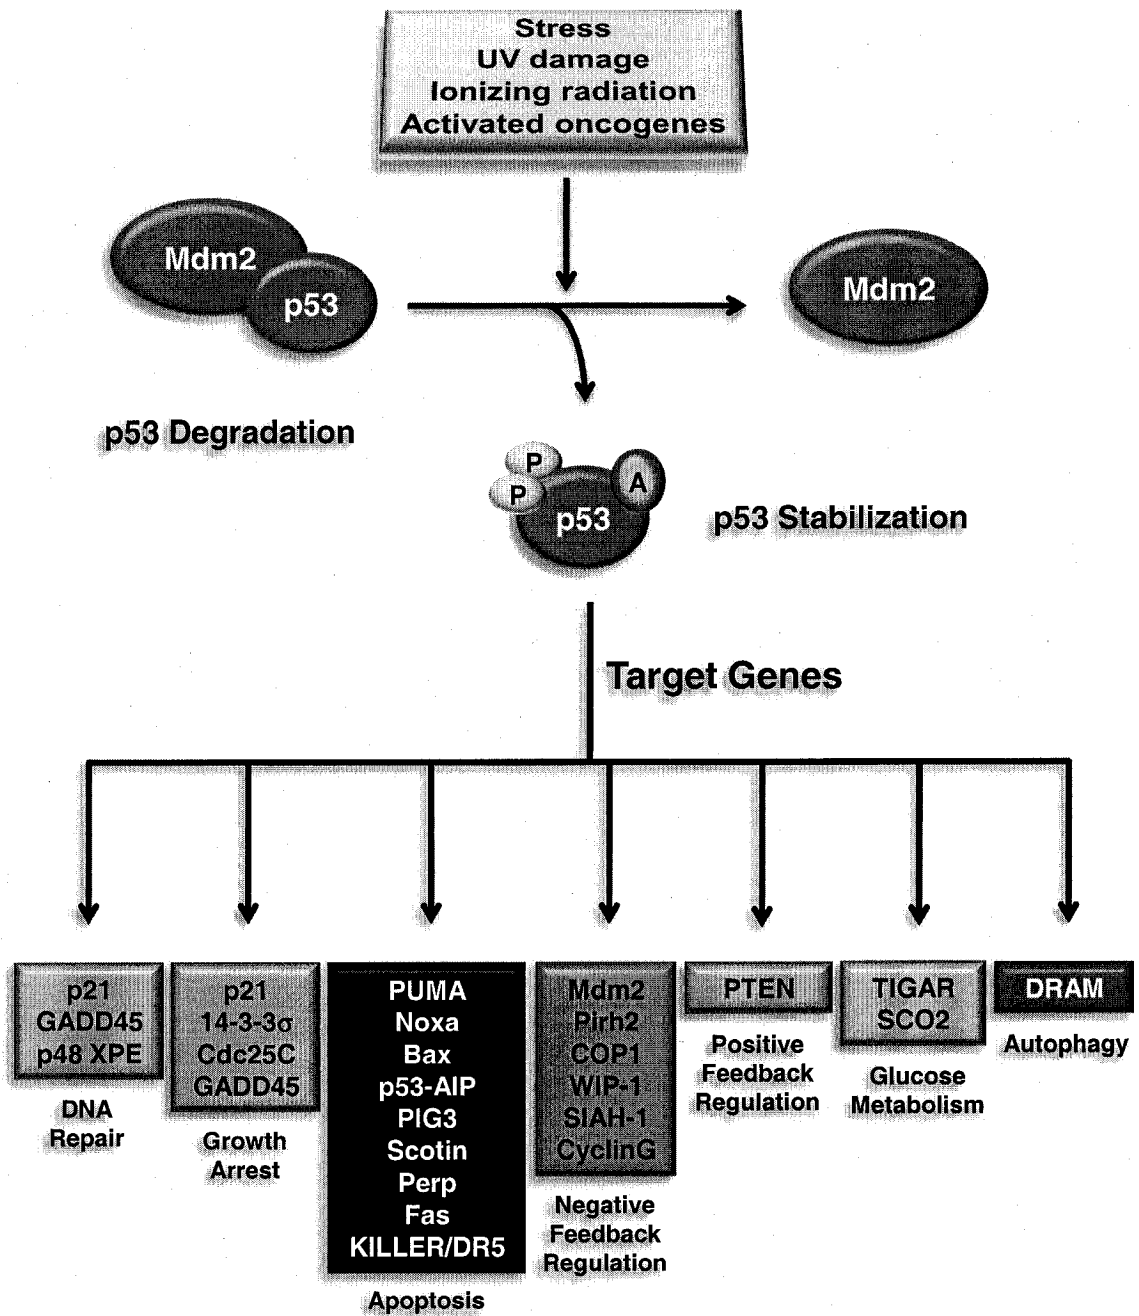 Stress
UV damage
Ionizing radiation
Activated oncogenes
Mdm2
p53
Mdm2
p53 Degradation
P
P
A
p53
p53 Stabilization
Target Genes
p21
GADD45
p48 XPE
DNA
Repair
p21
14-3-3σ
Cdc25C
GADD45
Growth
Arrest
PUMA
Noxa
Bax
p53-AIP
PIG3
Scotin
Perp
Fas
KILLER/DR5
Apoptosis
Mdm2
Pirh2
COP1
WIP-1
SIAH-1
CyclinG
Negative
Feedback
Regulation
PTEN
Positive
Feedback
Regulation
TIGAR
SCO2
Glucose
Metabolism
DRAM
Autophagy